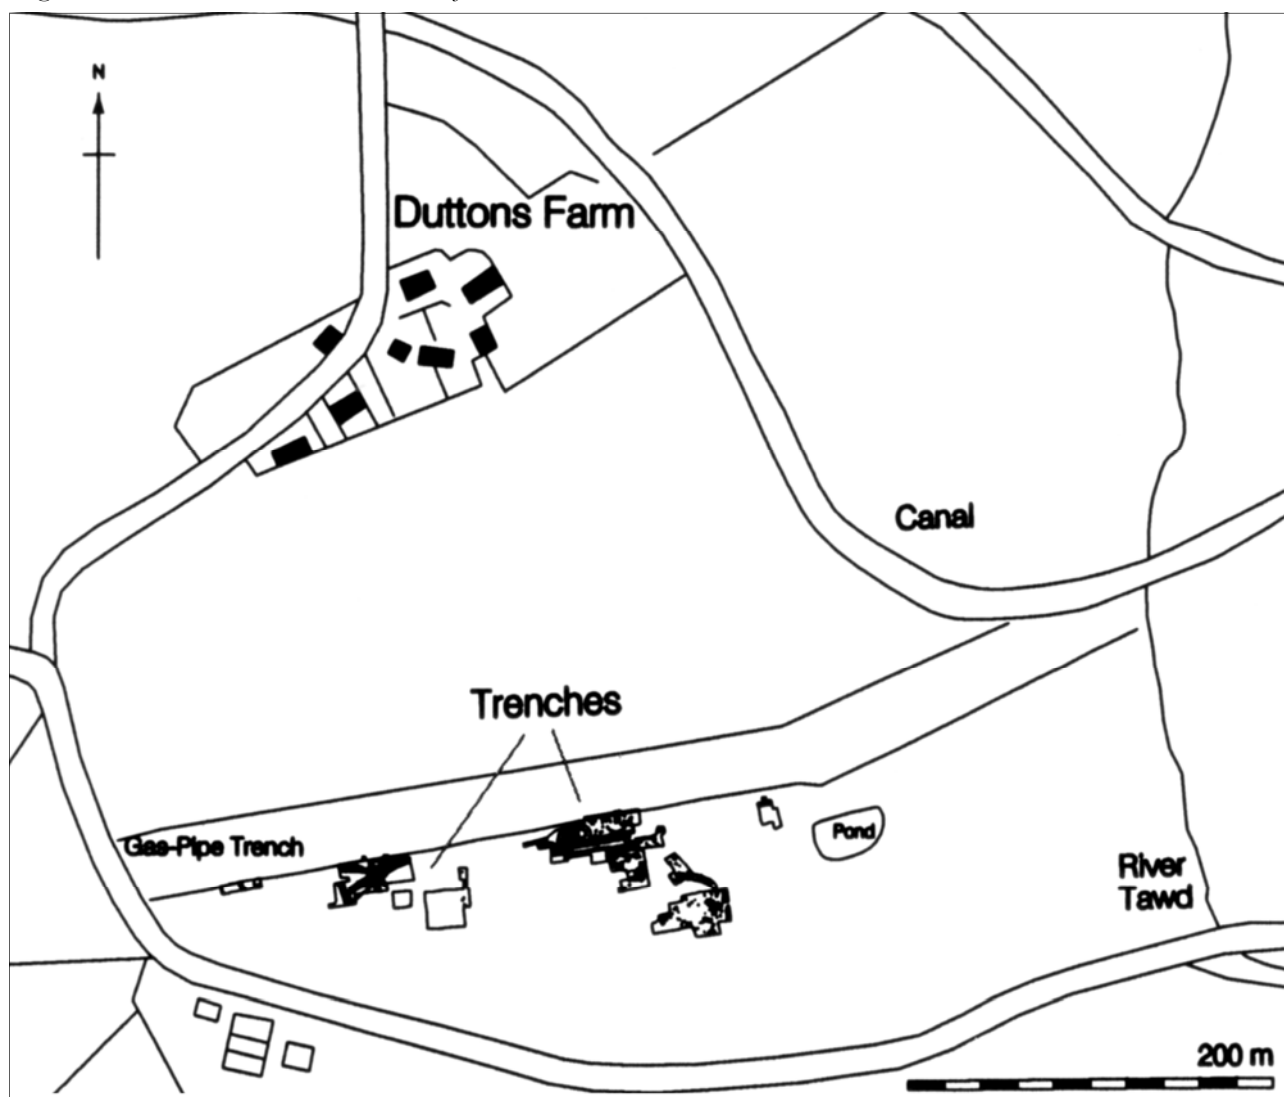 N
Duttons Farm
Canal
Trenches
Gas-Pipe Trench
Pond
River
Tawd
200 m